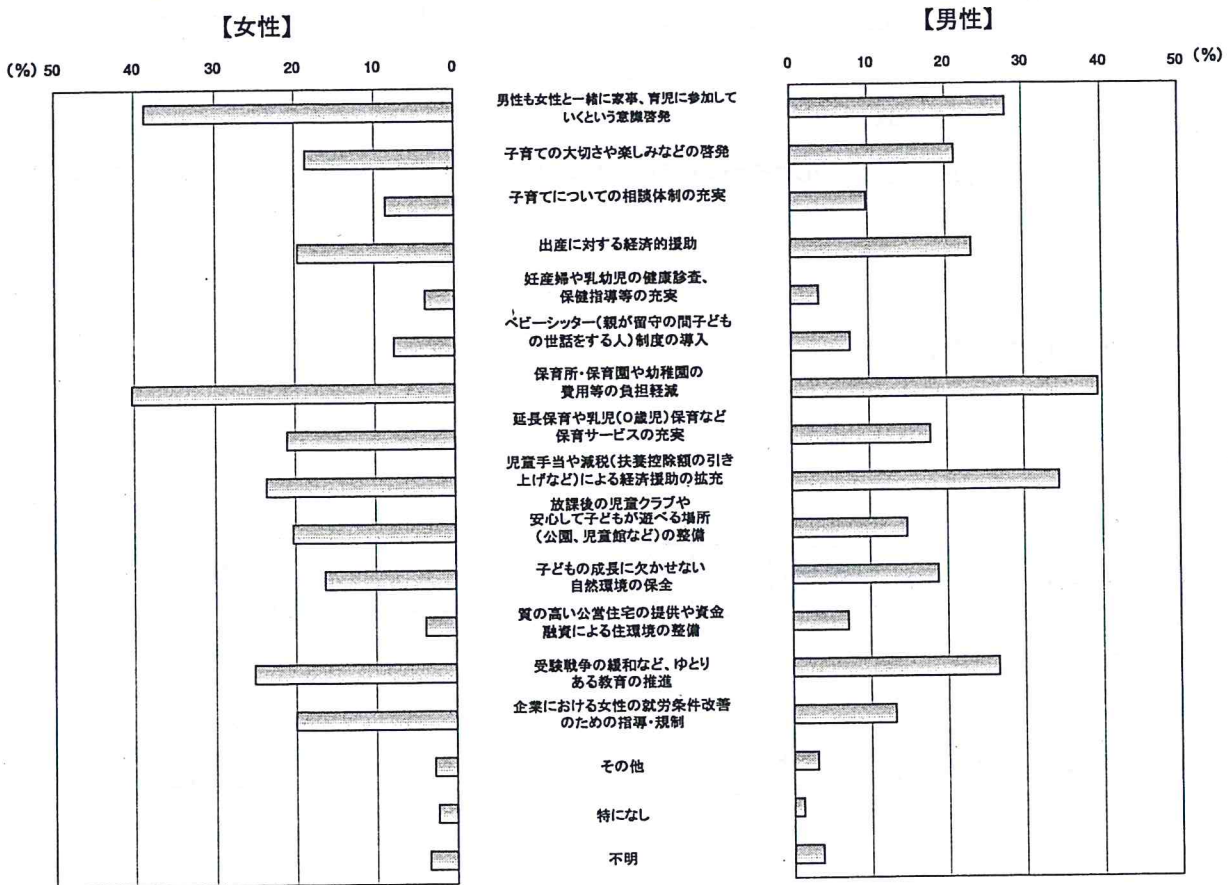 【女性】
【男性】
(%) 50 40 30 20 10 0
0 10 20 30 40 50 (%)
男性も女性と一緒に家事、育児に参加して
いくという意識啓発
子育ての大切さや楽しみなどの啓発
子育てについての相談体制の充実
出産に対する経済的援助
妊産婦や乳幼児の健康診査、
保健指導等の充実
ベビーシッター(親が留守の間子ども
の世話をする人)制度の導入
保育所・保育園や幼稚園の
費用等の負担軽減
延長保育や乳児(0歳児)保育など
保育サービスの充実
児童手当や減税(扶養控除額の引き
上げなど)による経済援助の拡充
放課後の児童クラブや
安心して子どもが遊べる場所
(公園、児童館など)の整備
子どもの成長に欠かせない
自然環境の保全
質の高い公営住宅の提供や資金
融資による住環境の整備
受験戦争の緩和など、ゆとり
ある教育の推進
企業における女性の就労条件改善
のための指導・規制
その他
特になし
不明